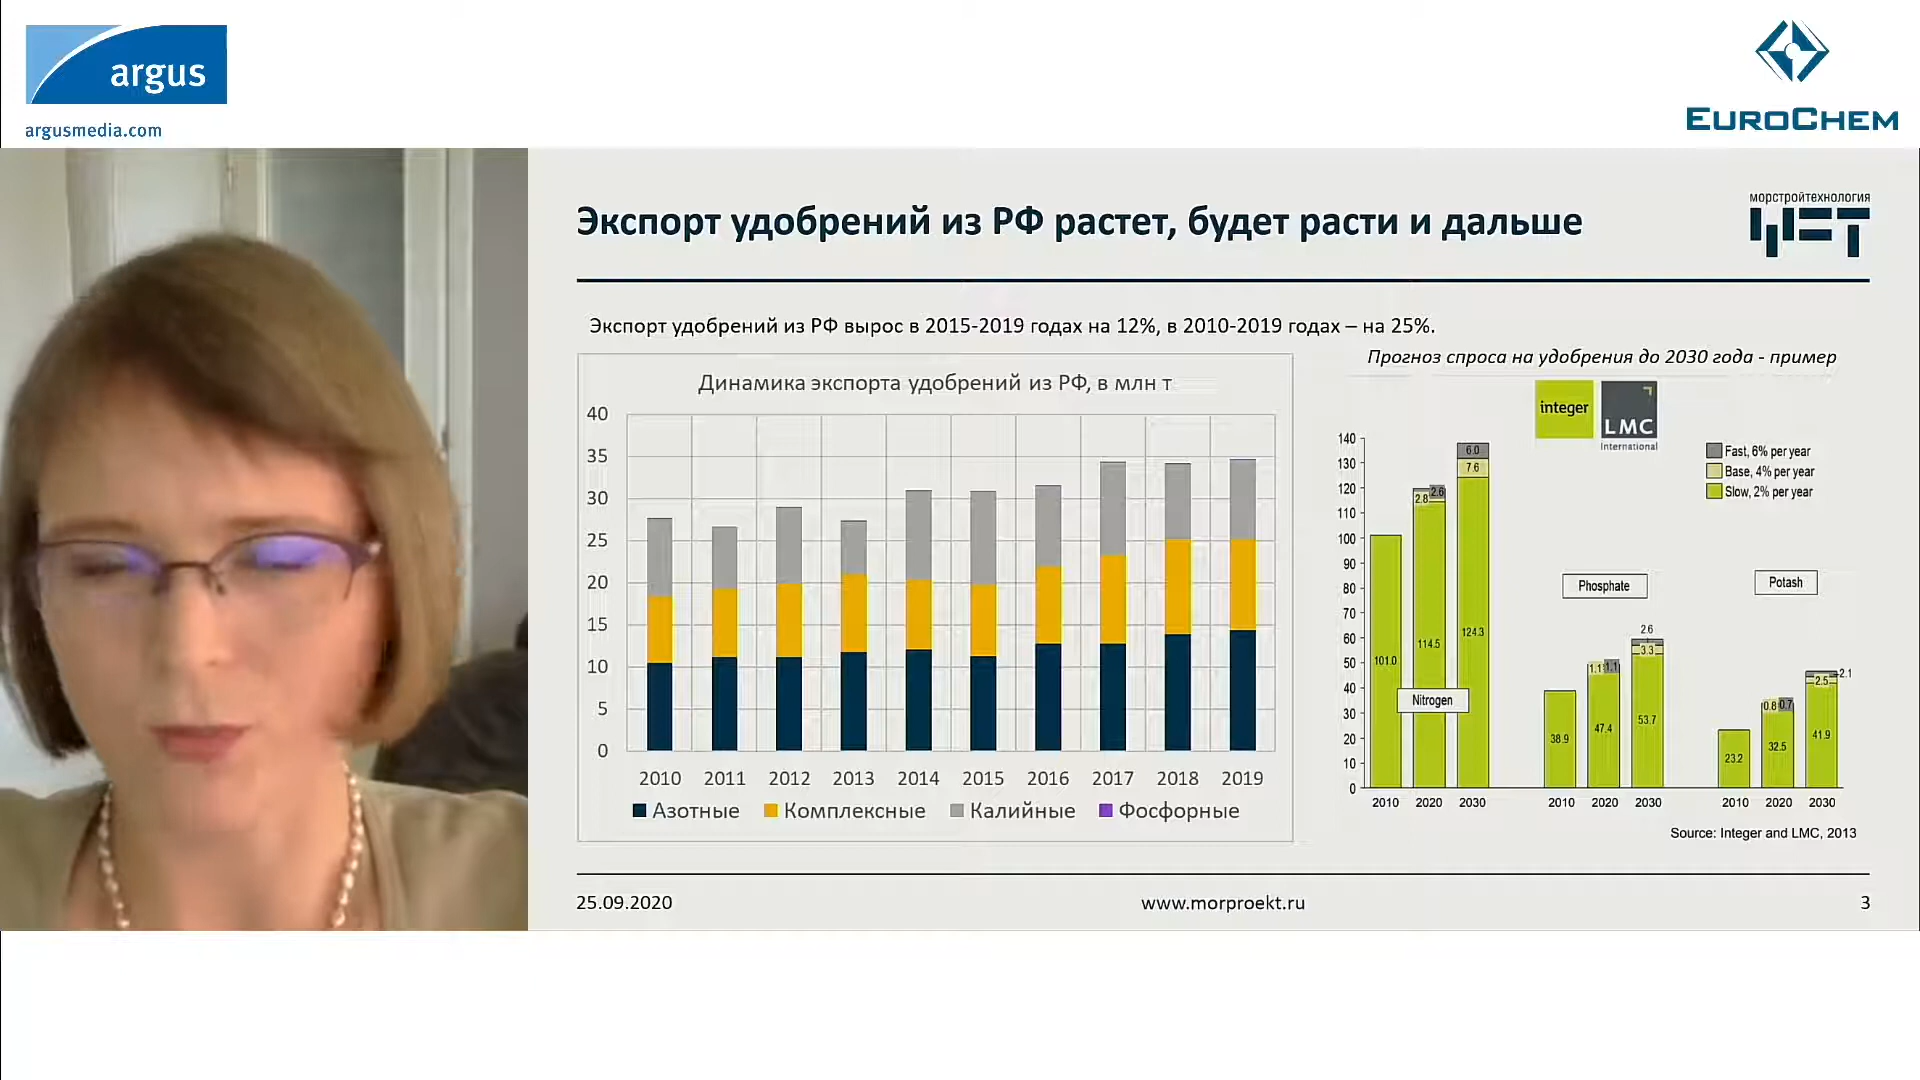 argus
argusmedia.com
EUROCHEM
Экспорт удобрений из РФ растет, будет расти и дальше
морстройтехнология
Экспорт удобрений из РФ вырос в 2015-2019 годах на 12%, в 2010-2019 годах – на 25%.
Динамика экспорта удобрений из РФ, в млн т
40
35
30
25
20
15
10
5
0
2010 2011 2012 2013 2014 2015 2016 2017 2018 2019
Азотные Комплексные Калийные Фосфорные
Прогноз спроса на удобрения до 2030 года - пример
integer
LMC
International
Fast, 6% per year
Base, 4% per year
Slow, 2% per year
140
130
120
110
100
90
80
70
60
50
40
30
20
10
0
101.0
2.8 2.6
114.5
6.0
7.6
124.3
Nitrogen
Phosphate
38.9
1.1 1.1
47.4
2.6
3.3
53.7
Potash
23.2
0.8 0.7
32.5
2.1
2.5
41.9
2010 2020 2030 2010 2020 2030 2010 2020 2030
Source: Integer and LMC, 2013
25.09.2020 www.morproekt.ru 3